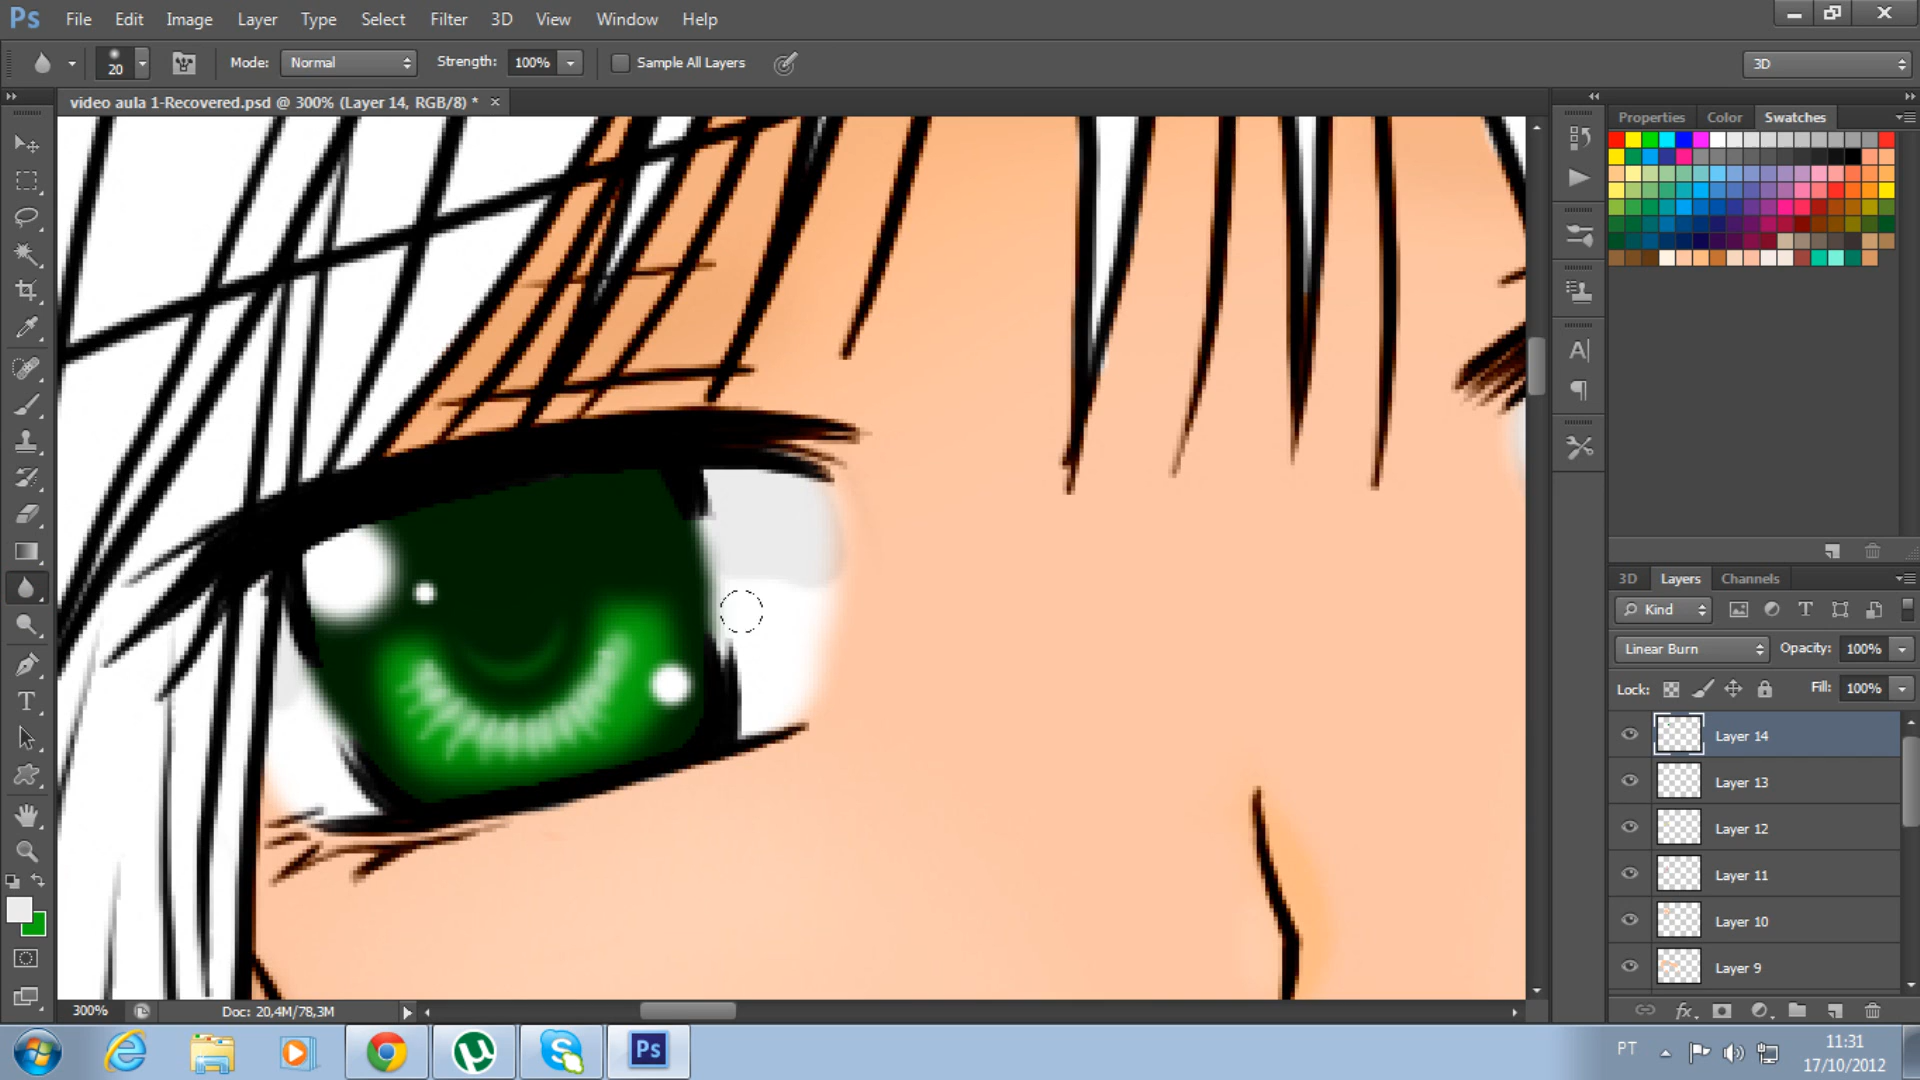 Ps File Edit Image Layer Type Select Filter 3D View Window Help
20 Mode: Normal Strength: 100% Sample All Layers 3D
video aula 1-Recovered.psd @ 300% (Layer 14, RGB/8) * ×
Properties Color Swatches
3D Layers Channels
Kind
Linear Burn Opacity: 100%
Lock: Fill: 100%
Layer 14
Layer 13
Layer 12
Layer 11
Layer 10
Layer 9
300% Doc: 20,4M/78,3M
Ps PT 11:31
17/10/2012